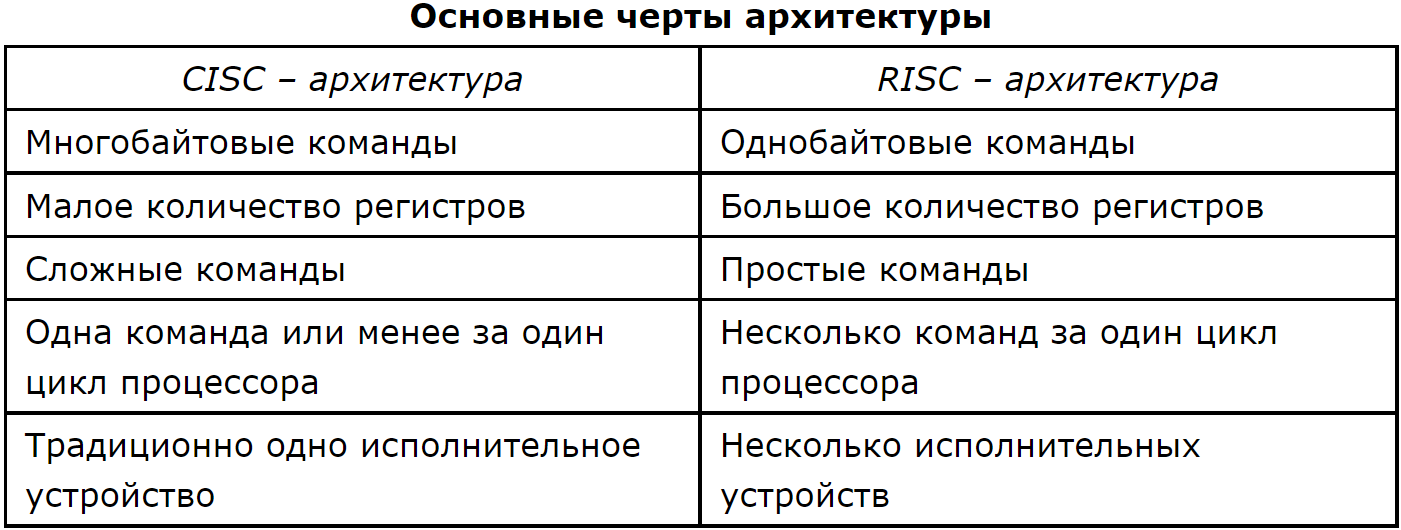 Основные черты архитектуры
CISC – архитектура
RISC – архитектура
Многобайтовые команды
Однобайтовые команды
Малое количество регистров
Большое количество регистров
Сложные команды
Простые команды
Одна команда или менее за один
цикл процессора
Несколько команд за один цикл
процессора
Традиционно одно исполнительное
устройство
Несколько исполнительных
устройств